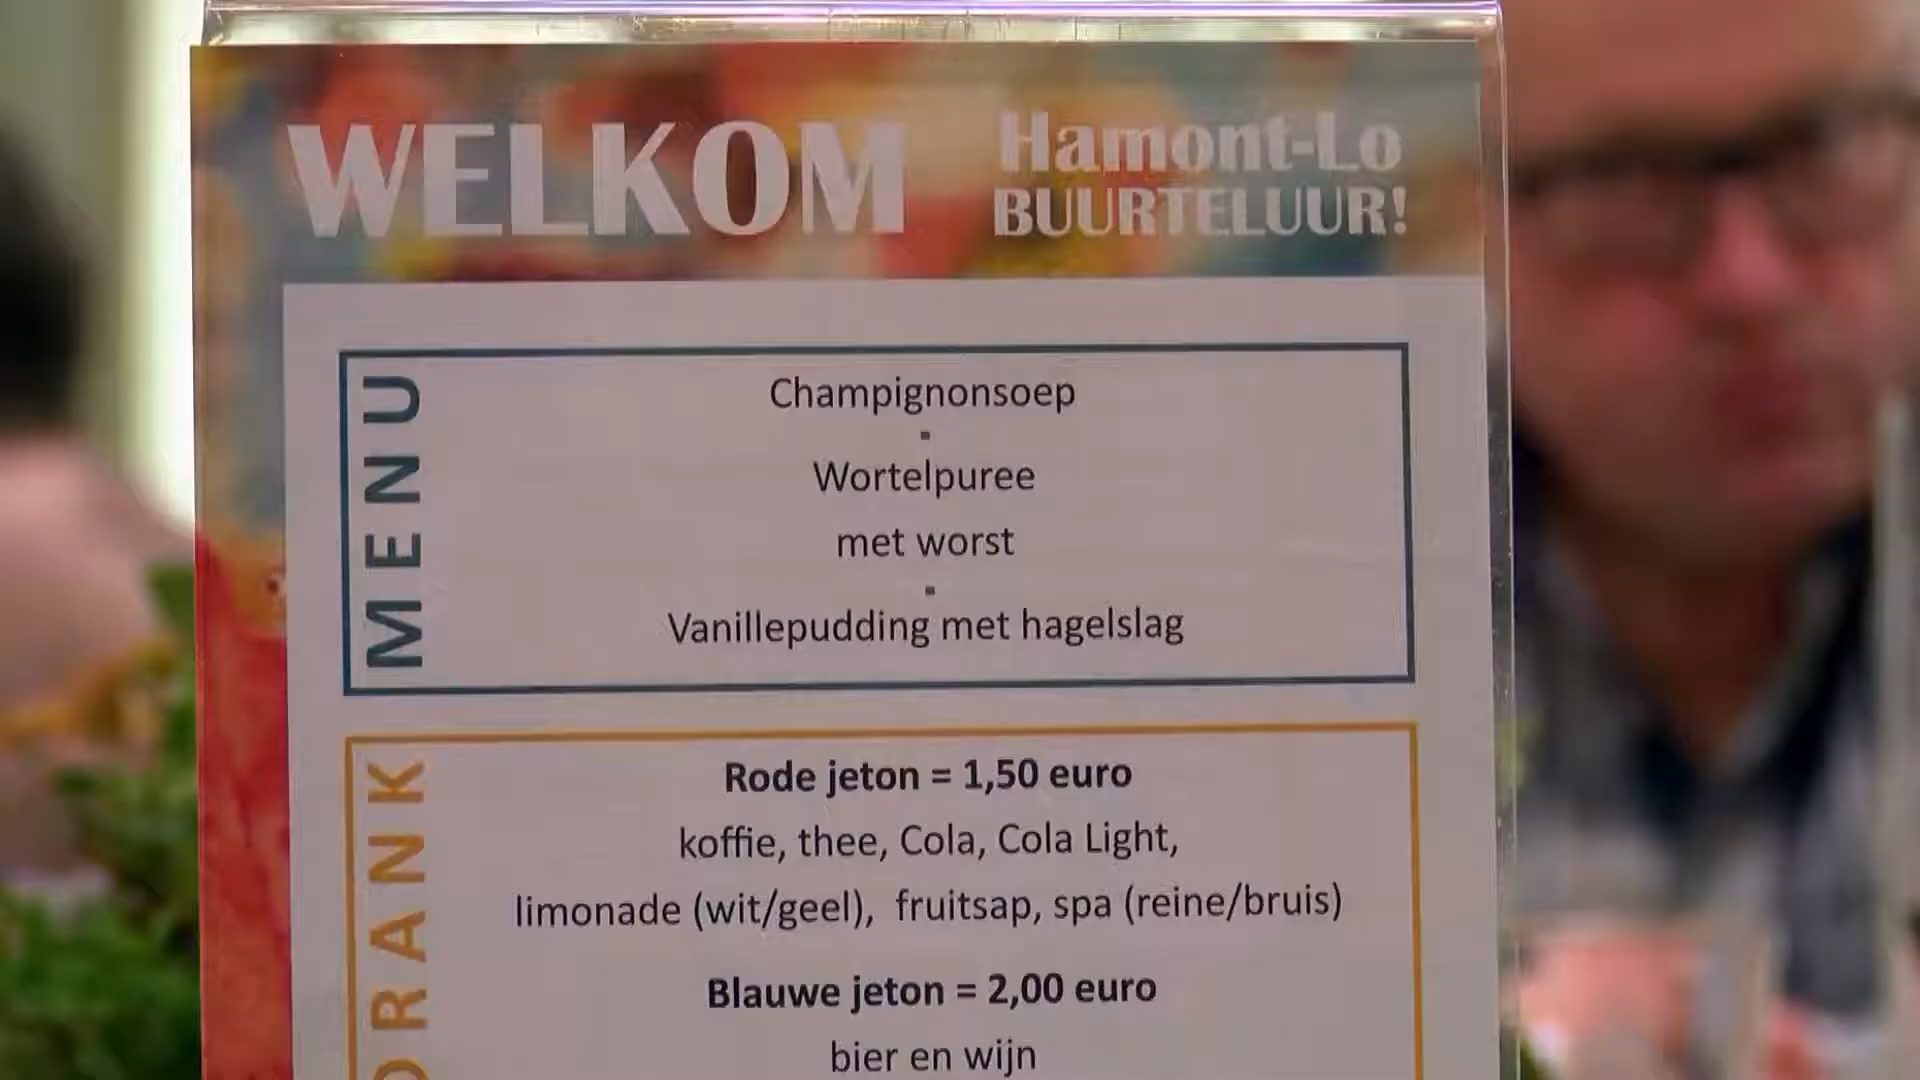 WELKOM
Hamont-Lo
BUURTELUUR!
MENU
Champignonsoep
Wortelpuree
met worst
Vanillepudding met hagelslag
DRANK
Rode jeton = 1,50 euro
koffie, thee, Cola, Cola Light,
limonade (wit/geel), fruitsap, spa (reine/bruis)
Blauwe jeton = 2,00 euro
bier en wijn